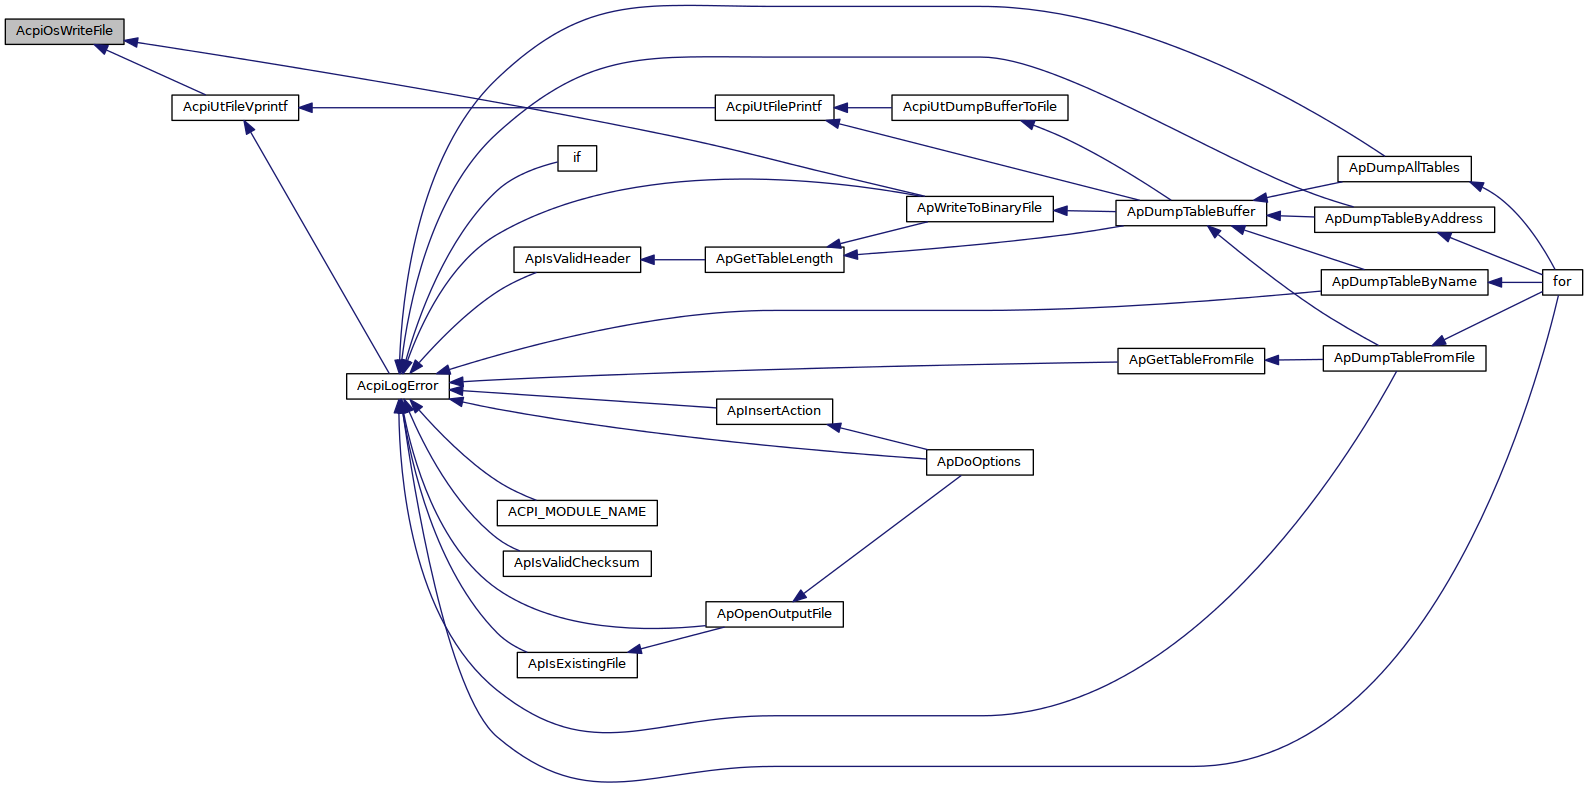 AcpiOsWriteFile
AcpiUtFileVprintf
AcpiUtFilePrintf
AcpiUtDumpBufferToFile
if
ApDumpAllTables
ApWriteToBinaryFile
ApDumpTableBuffer
ApDumpTableByAddress
ApIsValidHeader
ApGetTableLength
ApDumpTableByName
for
ApGetTableFromFile
ApDumpTableFromFile
AcpiLogError
ApInsertAction
ApDoOptions
ACPI_MODULE_NAME
ApIsValidChecksum
ApOpenOutputFile
ApIsExistingFile